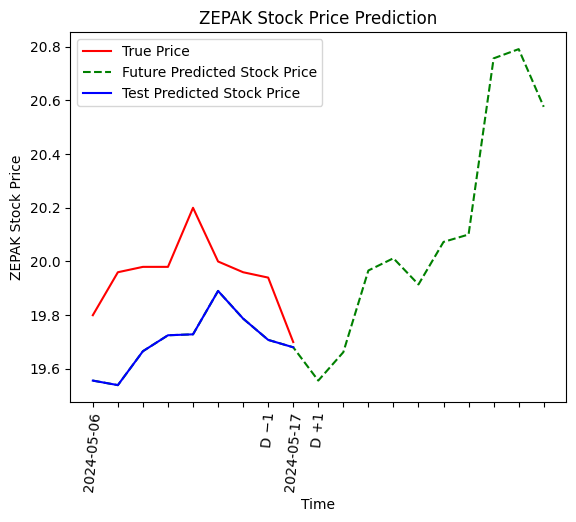 ZEPAK Stock Price Prediction
True Price
Future Predicted Stock Price
Test Predicted Stock Price
20.8
20.6
20.4
20.2
20.0
19.8
19.6
ZEPAK Stock Price
2024-05-06
D −1
2024-05-17
D +1
Time